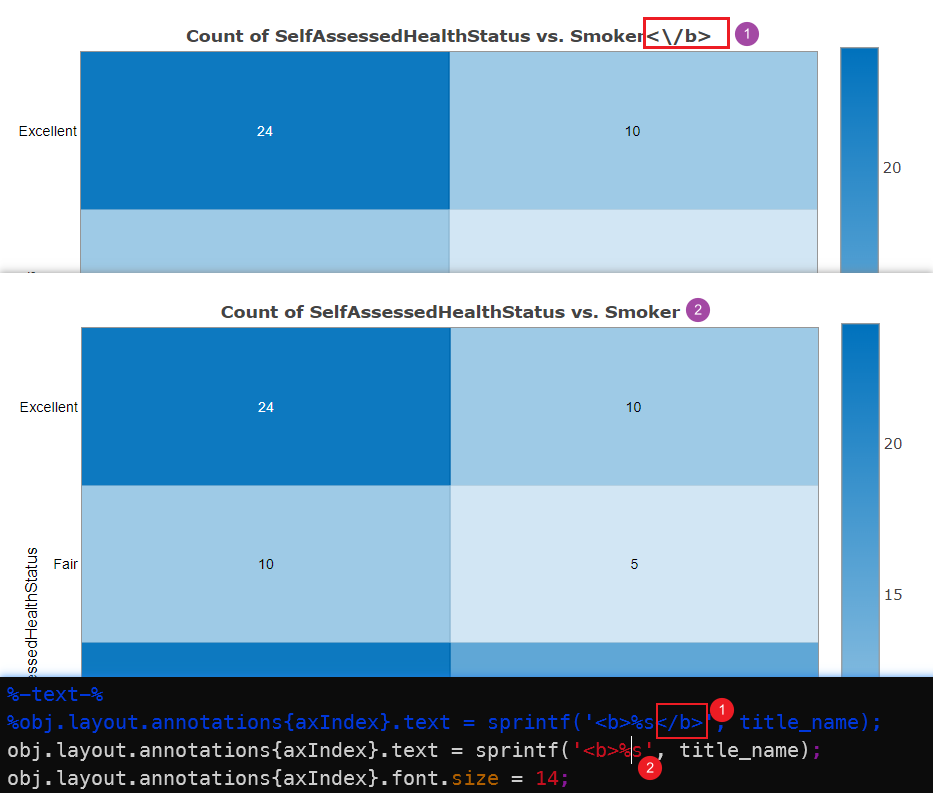 Count of SelfAssessedHealthStatus vs. Smoker<\/b> 1
Excellent 24 10
20
Count of SelfAssessedHealthStatus vs. Smoker 2
Excellent 24 10
20
Fair 10 5
15
%-text-%
%obj.layout.annotations{axIndex}.text = sprintf('<b>%s</b>', title_name); 1
obj.layout.annotations{axIndex}.text = sprintf('<b>%s', title_name);
2
obj.layout.annotations{axIndex}.font.size = 14;